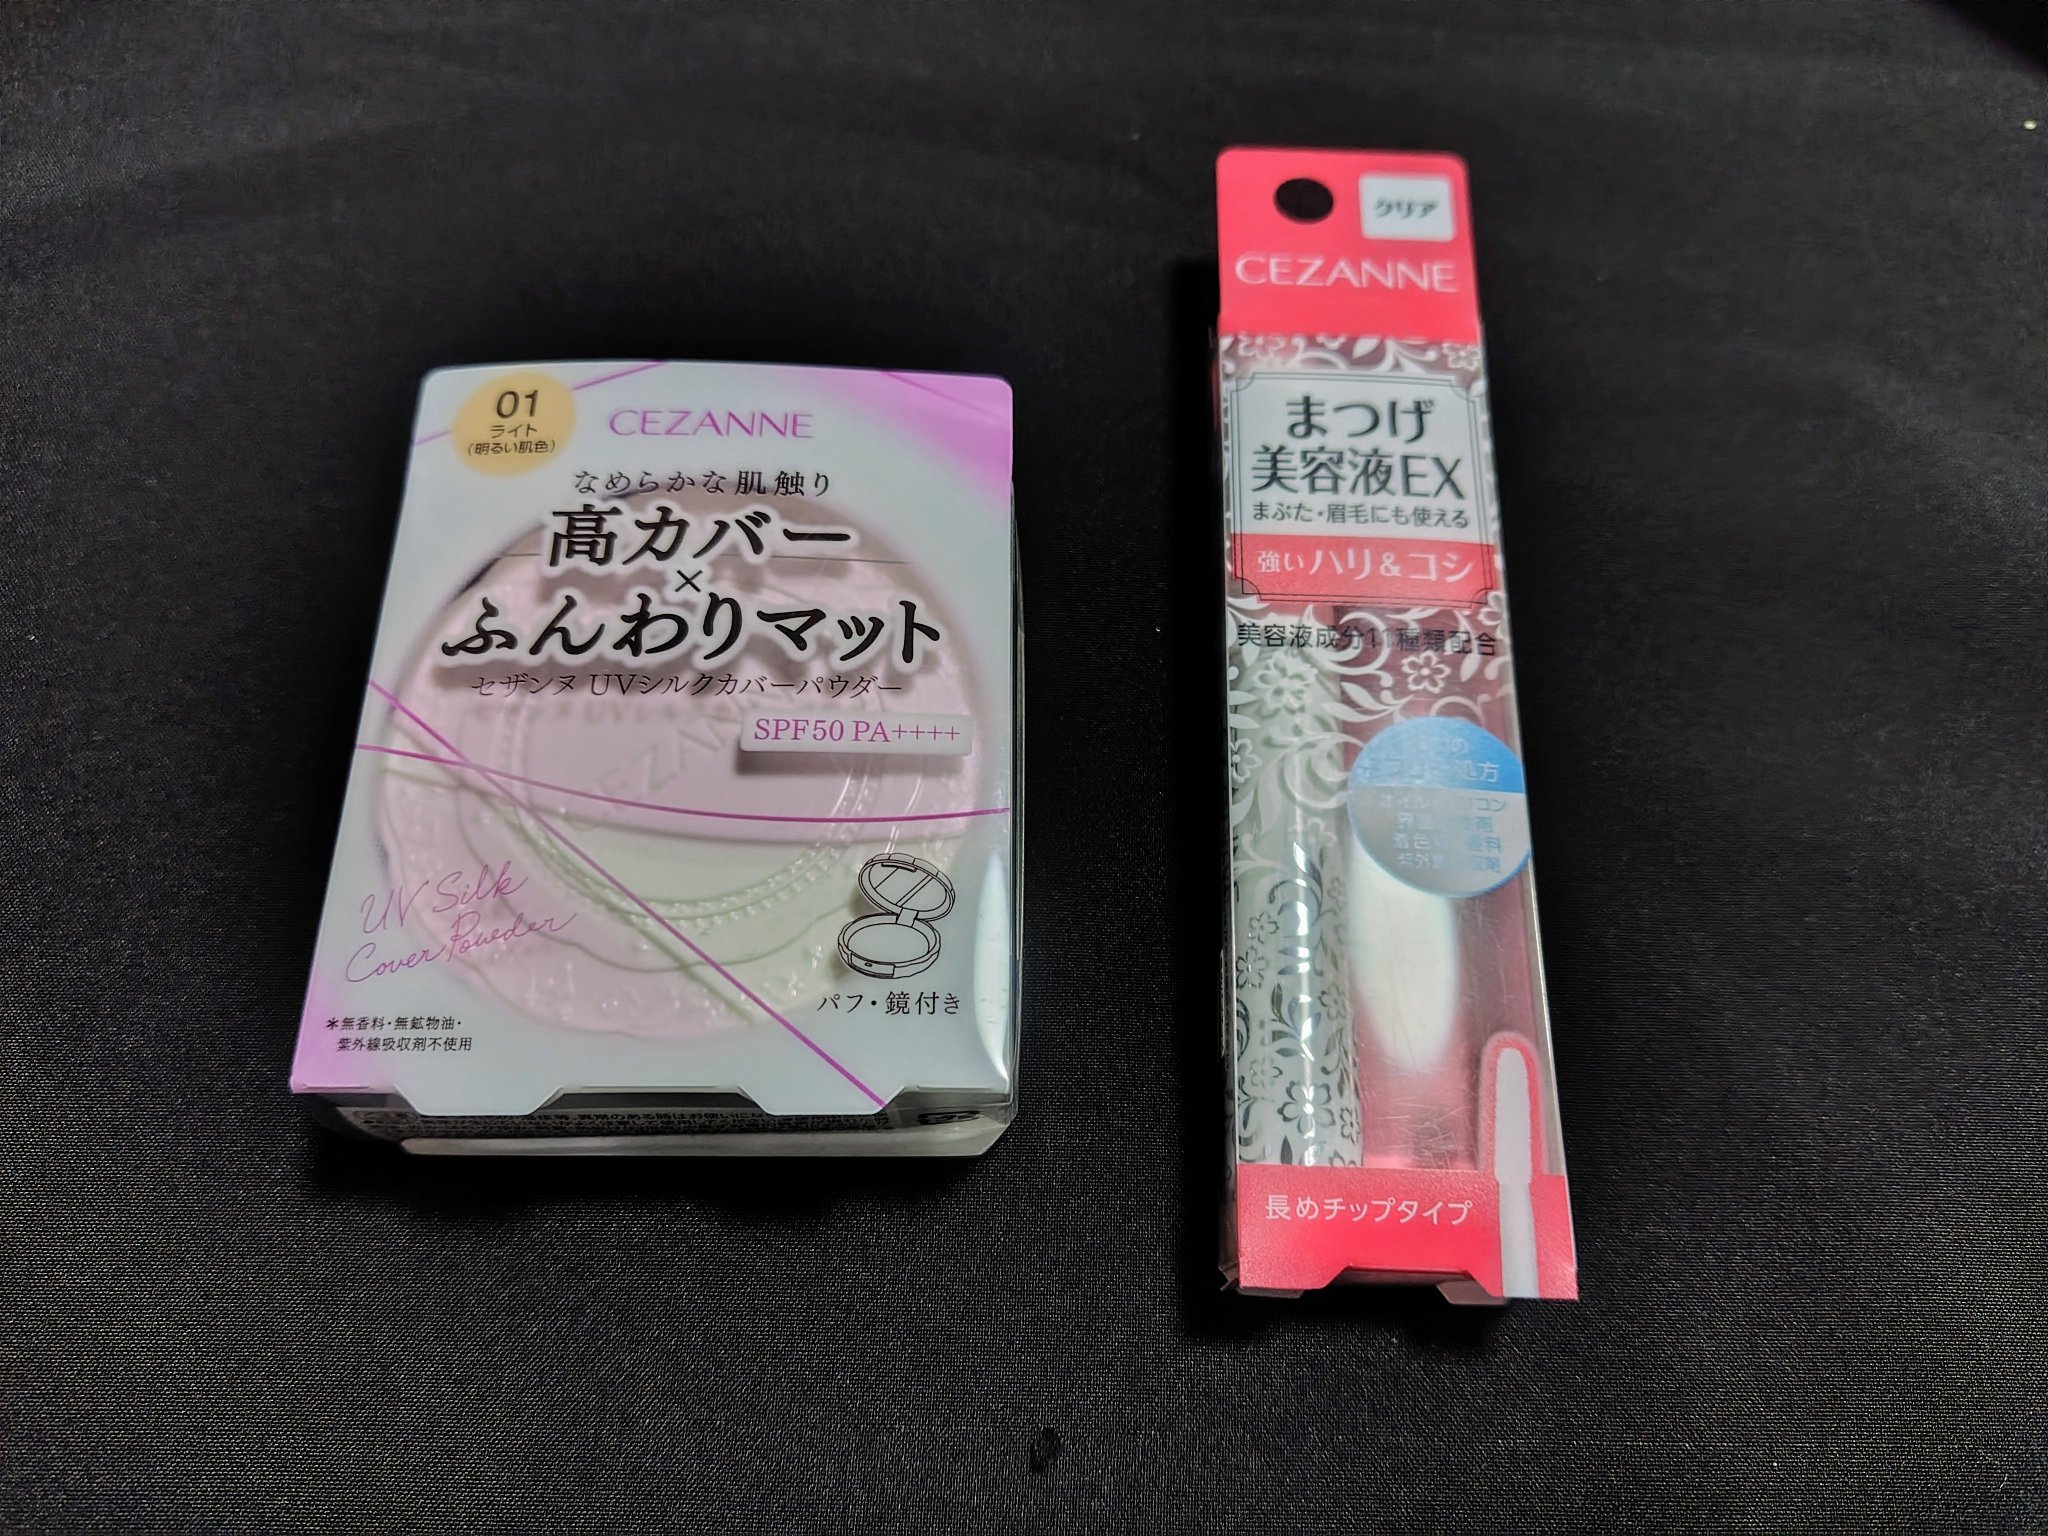 01
ライト
(明るい肌色)
CEZANNE
なめらかな肌触り
高カバー
×
ふんわりマット
セザンヌ UVシルクカバーパウダー
SPF50 PA++++
CEZANNE
UV Silk
Cover Powder
パフ・鏡付き
*無香料・無鉱物油・
紫外線吸収剤不使用
クリア
CEZANNE
まつげ
美容液EX
まぶた・眉毛にも使える
強いハリ&コシ
美容液成分11種類配合
処方
長めチップタイプ